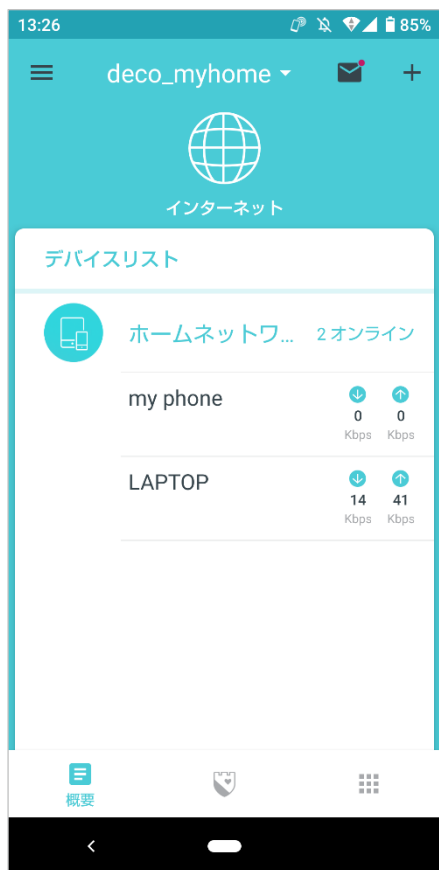 13:26 85%
deco_myhome
インターネット
デバイスリスト
ホームネットワ... 2 オンライン
my phone
0 0
Kbps Kbps
LAPTOP
14 41
Kbps Kbps
概要